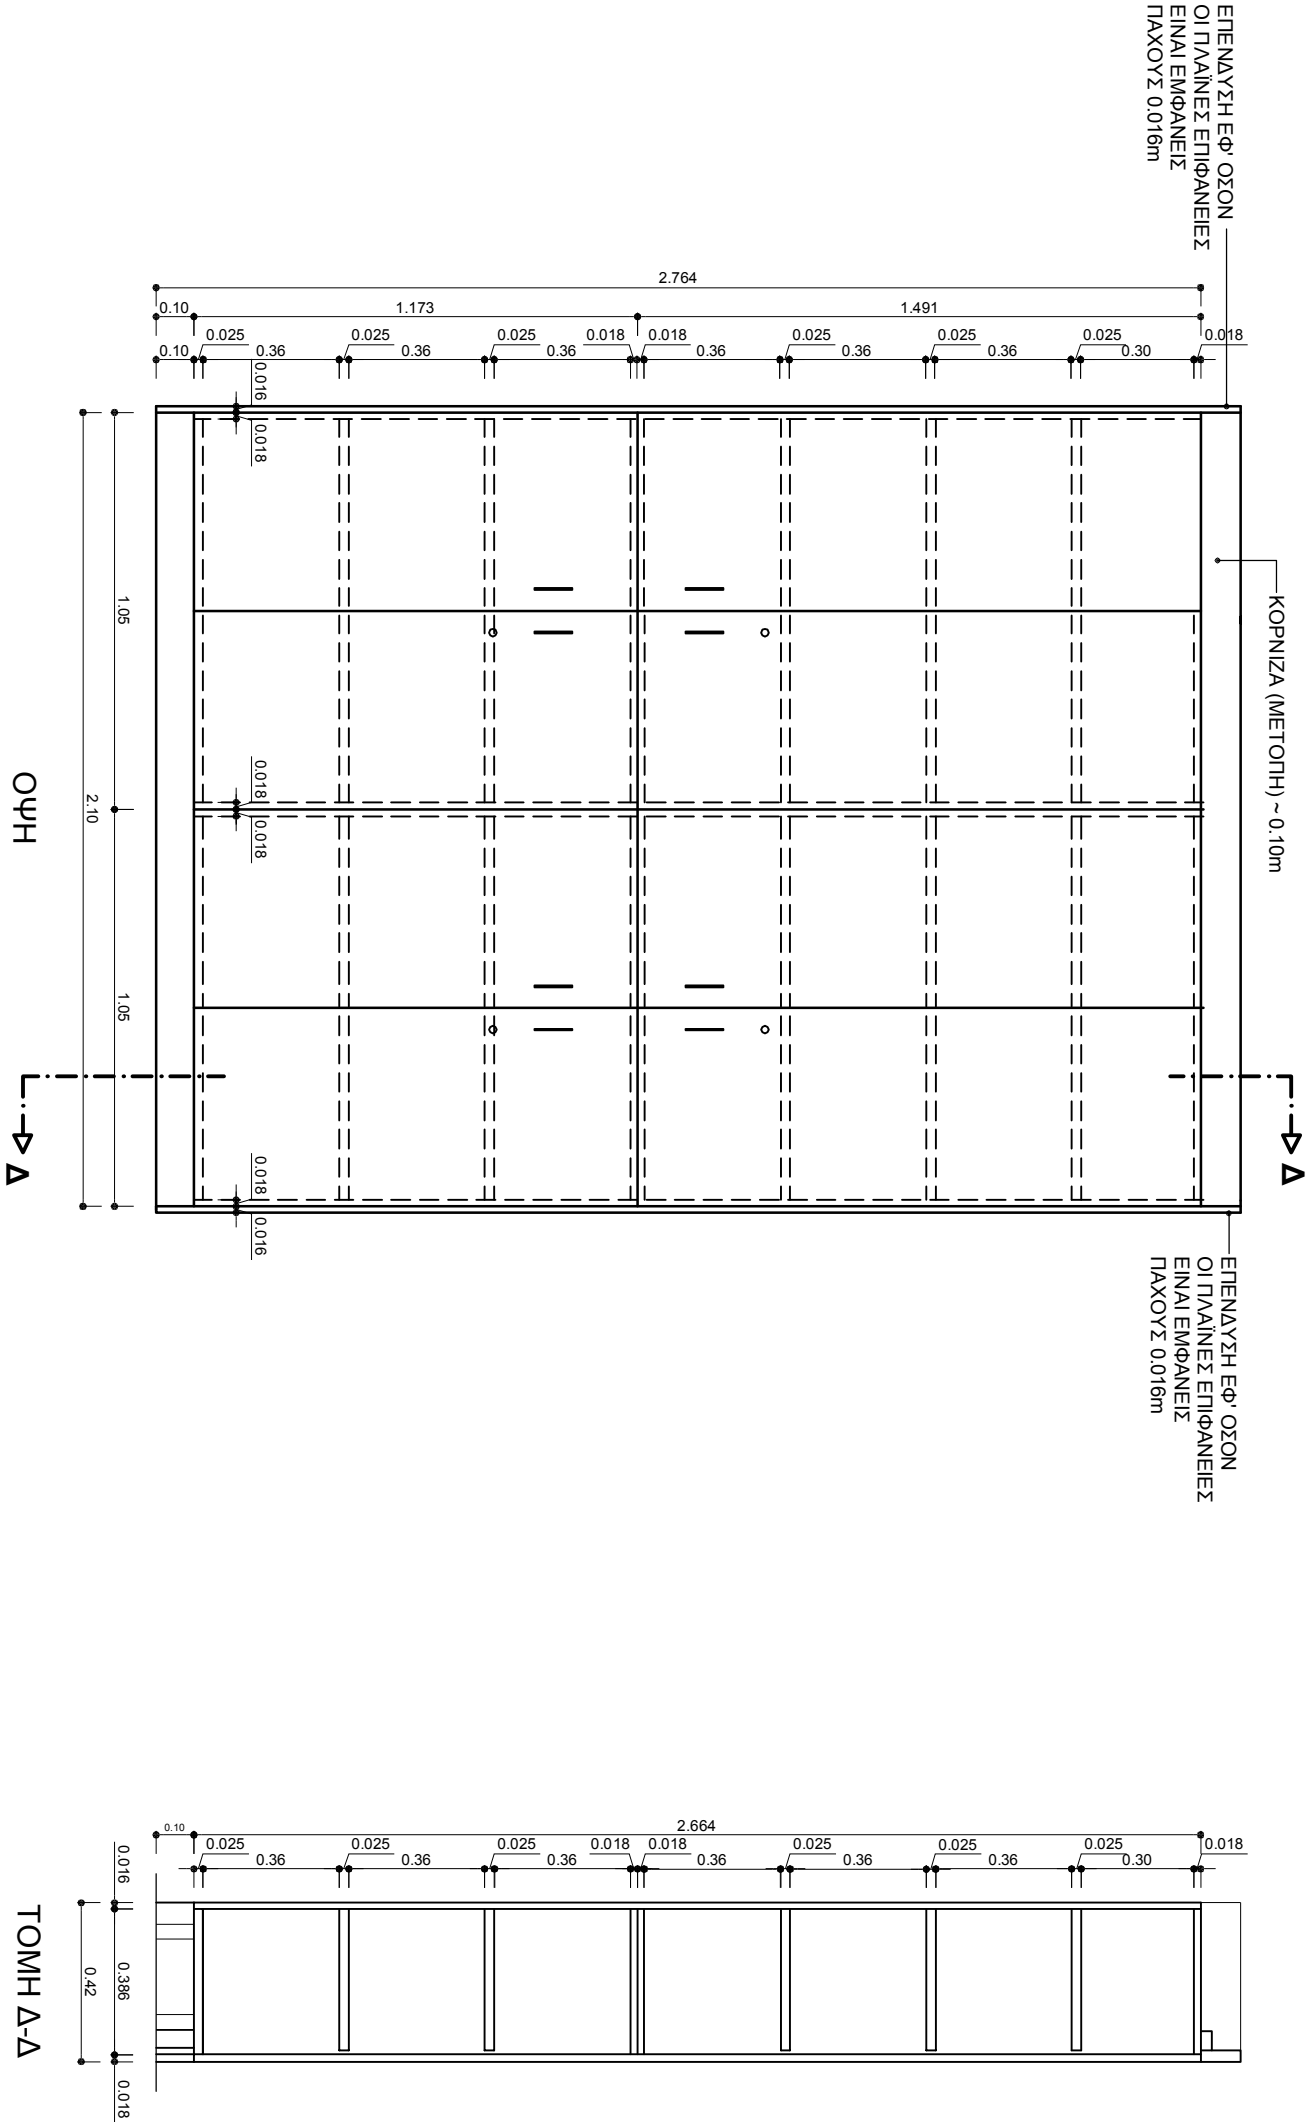 ΕΠΕΝΔΥΣΗ ΕΦ' ΟΣΟΝ
ΟΙ ΠΛΑΪΝΕΣ ΕΠΙΦΑΝΕΙΕΣ
ΕΙΝΑΙ ΕΜΦΑΝΕΙΣ
ΠΑΧΟΥΣ 0.016m
ΚΟΡΝΙΖΑ (ΜΕΤΟΠΗ) ~ 0.10m
ΕΠΕΝΔΥΣΗ ΕΦ' ΟΣΟΝ
ΟΙ ΠΛΑΪΝΕΣ ΕΠΙΦΑΝΕΙΕΣ
ΕΙΝΑΙ ΕΜΦΑΝΕΙΣ
ΠΑΧΟΥΣ 0.016m
2.764
0.10 1.173 1.491
0.025 0.025 0.025 0.018 0.018 0.025 0.025 0.025 0.018
0.10 0.36 0.36 0.36 0.36 0.36 0.36 0.30
0.016 0.018
0.018 0.018
0.018 0.016
1.05 1.05
2.10
Δ Δ
ΟΨΗ
0.10 2.664
0.025 0.025 0.025 0.018 0.018 0.025 0.025 0.025 0.018
0.36 0.36 0.36 0.36 0.36 0.36 0.30
0.016 0.386 0.018
0.42
ΤΟΜΗ Δ-Δ